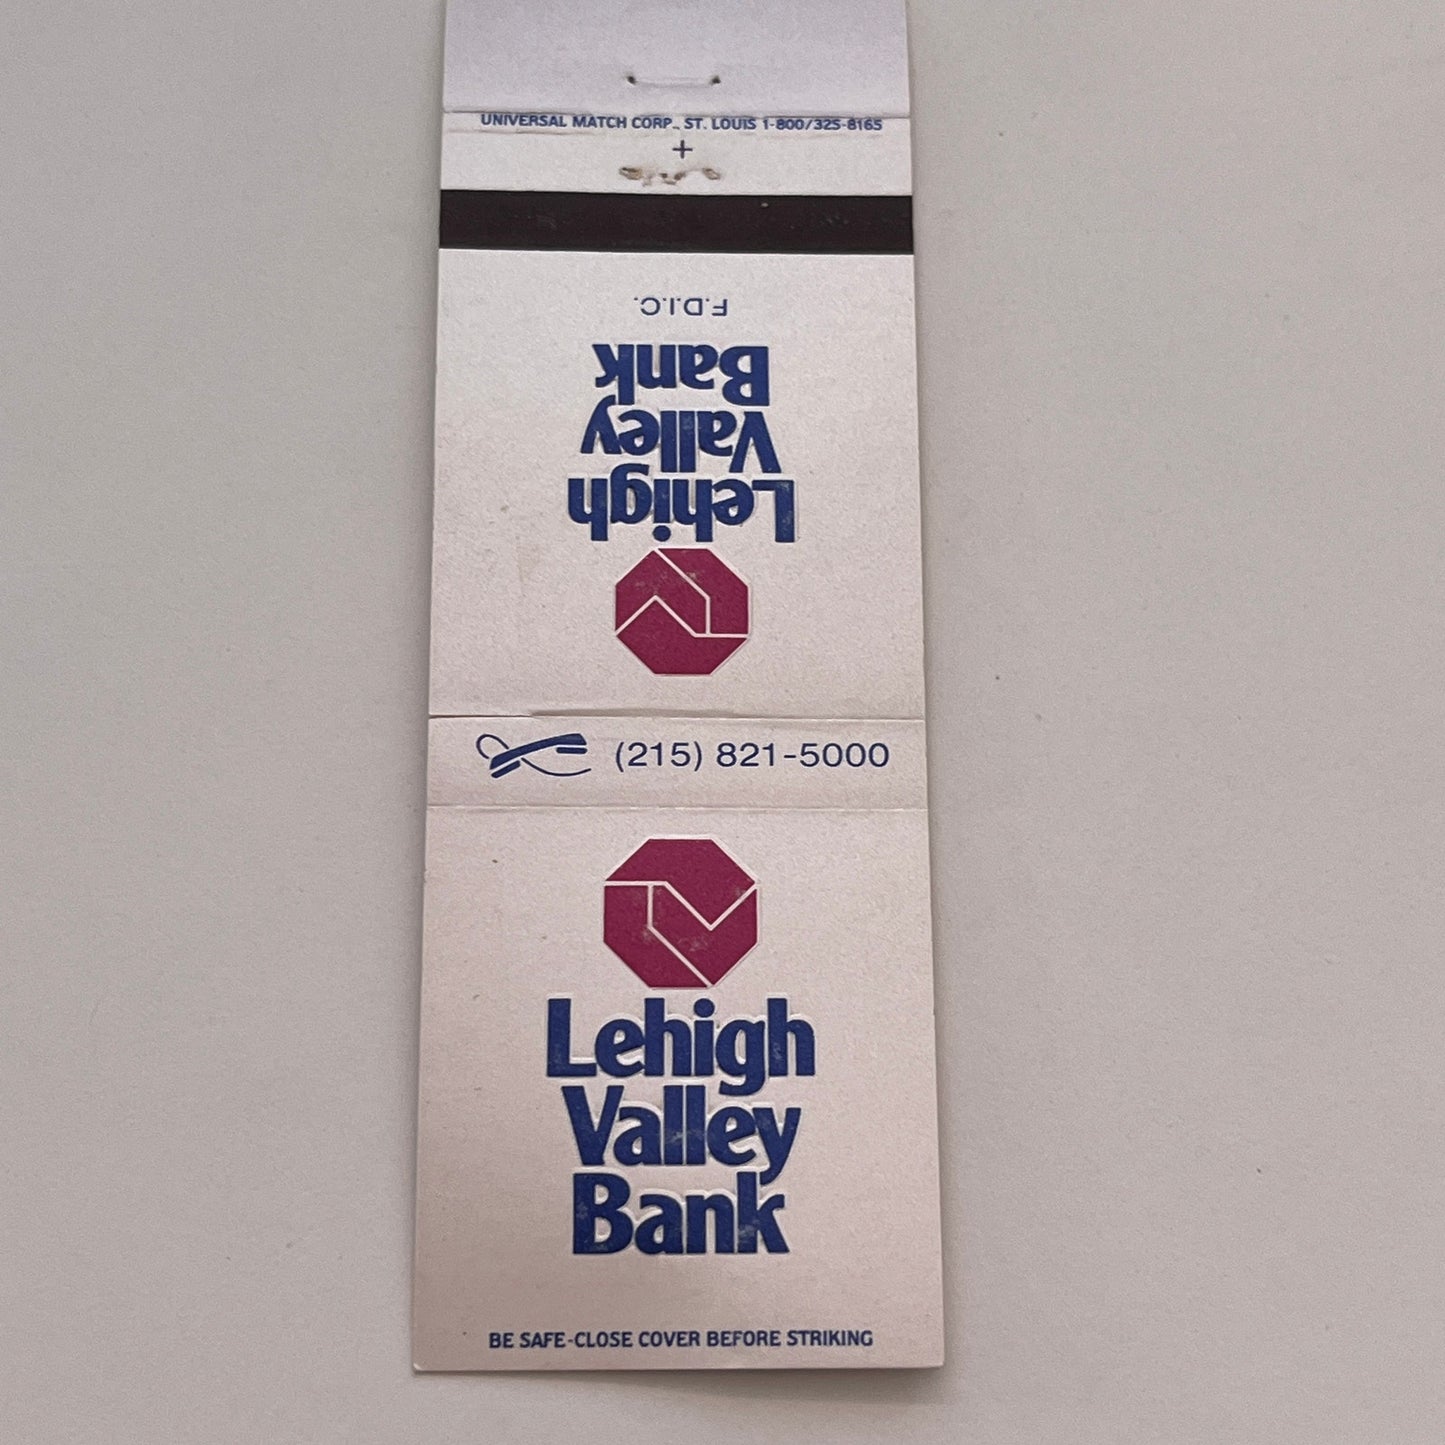 UNIVERSAL MATCH CORP., ST. LOUIS 1-800/325-8165
+
F.D.I.C.
Lehigh
Valley
Bank
(215) 821-5000
Lehigh
Valley
Bank
BE SAFE-CLOSE COVER BEFORE STRIKING